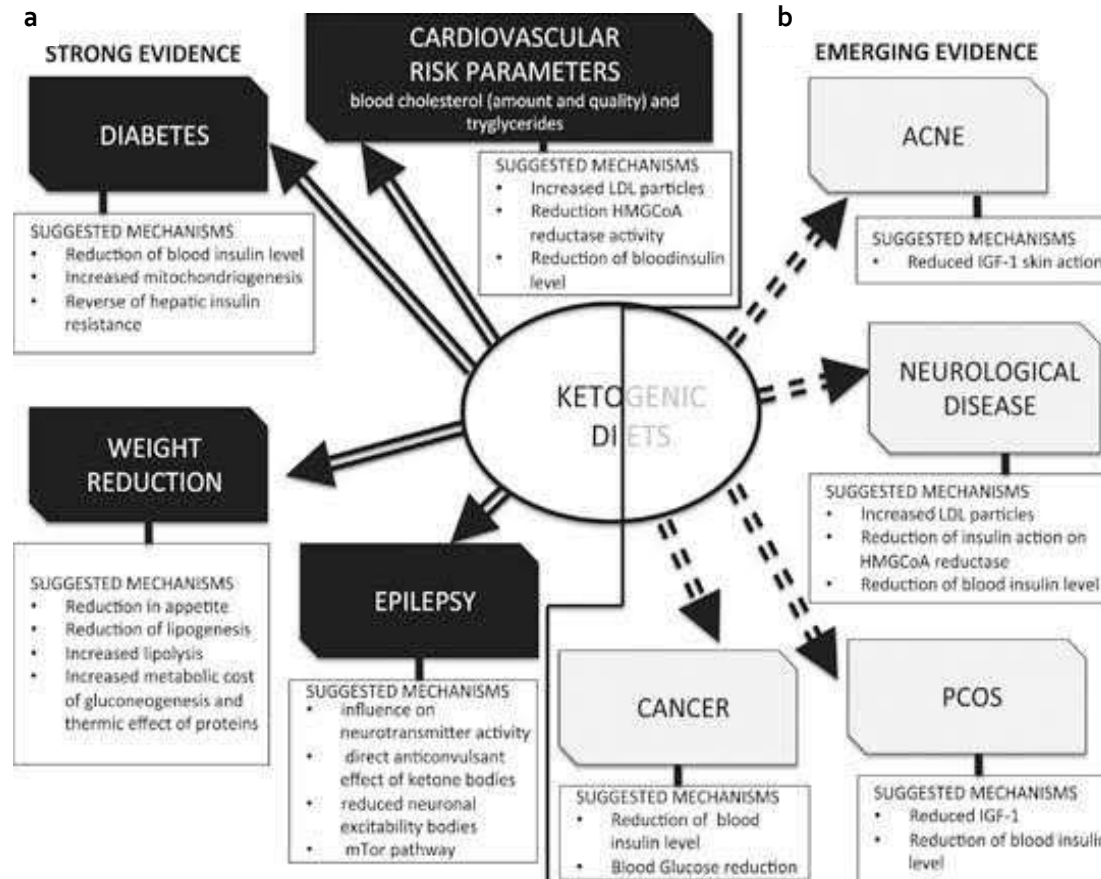 a
STRONG EVIDENCE
DIABETES
SUGGESTED MECHANISMS
• Reduction of blood insulin level
• Increased mitochondriogenesis
• Reverse of hepatic insulin
resistance
CARDIOVASCULAR
RISK PARAMETERS
blood cholesterol (amount and quality) and
tryglycerides
SUGGESTED MECHANISMS
• Increased LDL particles
• Reduction HMGCoA
reductase activity
• Reduction of bloodinsulin
level
WEIGHT
REDUCTION
SUGGESTED MECHANISMS
• Reduction in appetite
• Reduction of lipogenesis
• Increased lipolysis
• Increased metabolic cost
of gluconeogenesis and
thermic effect of proteins
EPILEPSY
SUGGESTED MECHANISMS
• influence on
neurotransmitter activity
• direct anticonvulsant
effect of ketone bodies
• reduced neuronal
excitability bodies
• mTor pathway
KETOGENIC
DIETS
b
EMERGING EVIDENCE
ACNE
SUGGESTED MECHANISMS
• Reduced IGF-1 skin action
NEUROLOGICAL
DISEASE
SUGGESTED MECHANISMS
• Increased LDL particles
• Reduction of insulin action on
HMGCoA reductase
• Reduction of blood insulin level
CANCER
SUGGESTED MECHANISMS
• Reduction of blood
insulin level
• Blood Glucose reduction
PCOS
SUGGESTED MECHANISMS
• Reduced IGF-1
• Reduction of blood insulin
level